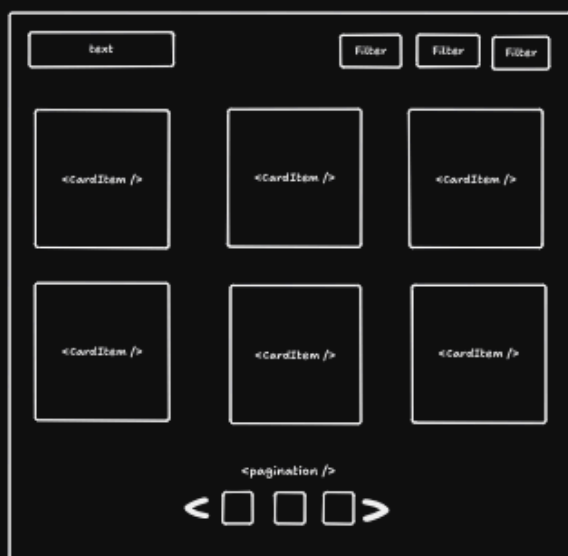 text
Filter
Filter
Filter
<CardItem />
<CardItem />
<CardItem />
<CardItem />
<CardItem />
<CardItem />
<pagination />
< >